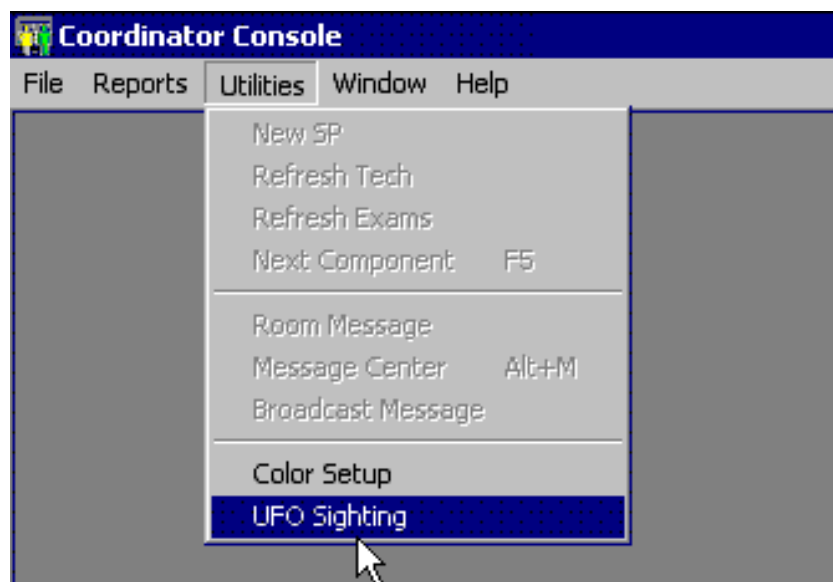 Coordinator Console
File Reports Utilities Window Help
New SP
Refresh Tech
Refresh Exams
Next Component F5
Room Message
Message Center Alt+M
Broadcast Message
Color Setup
UFO Sighting